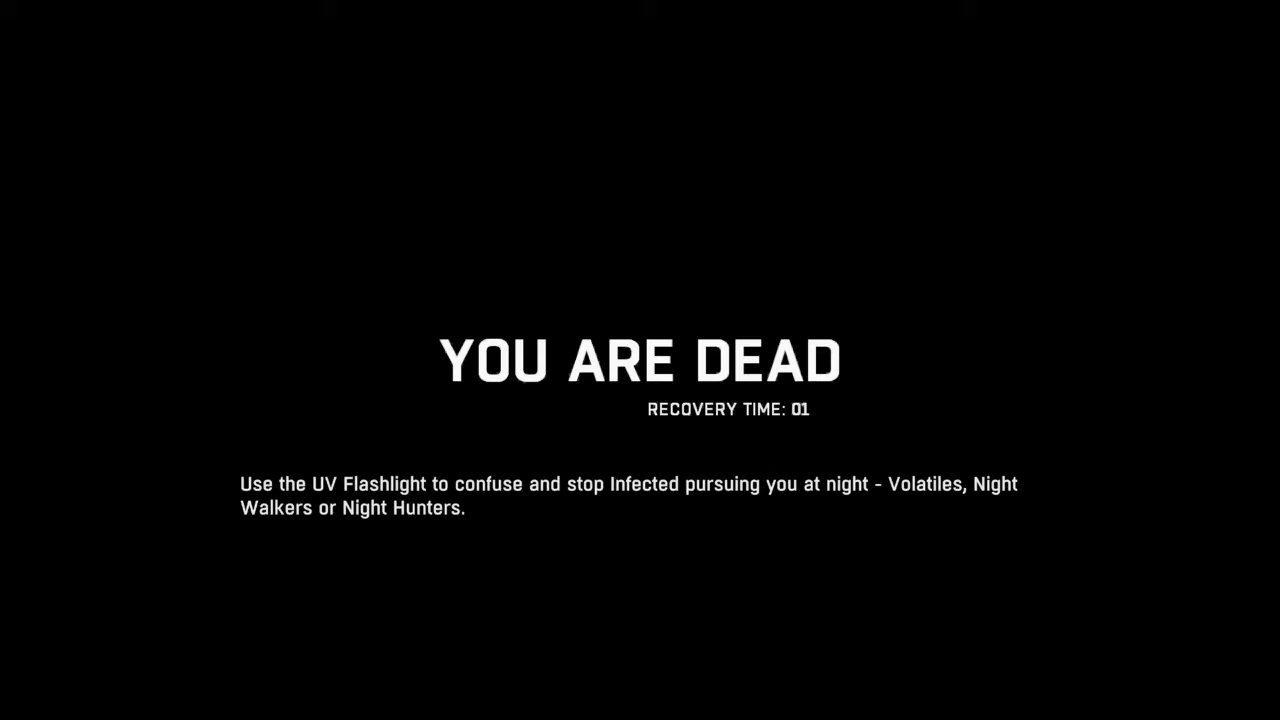 YOU ARE DEAD
RECOVERY TIME: 01
Use the UV Flashlight to confuse and stop Infected pursuing you at night - Volatiles, Night
Walkers or Night Hunters.